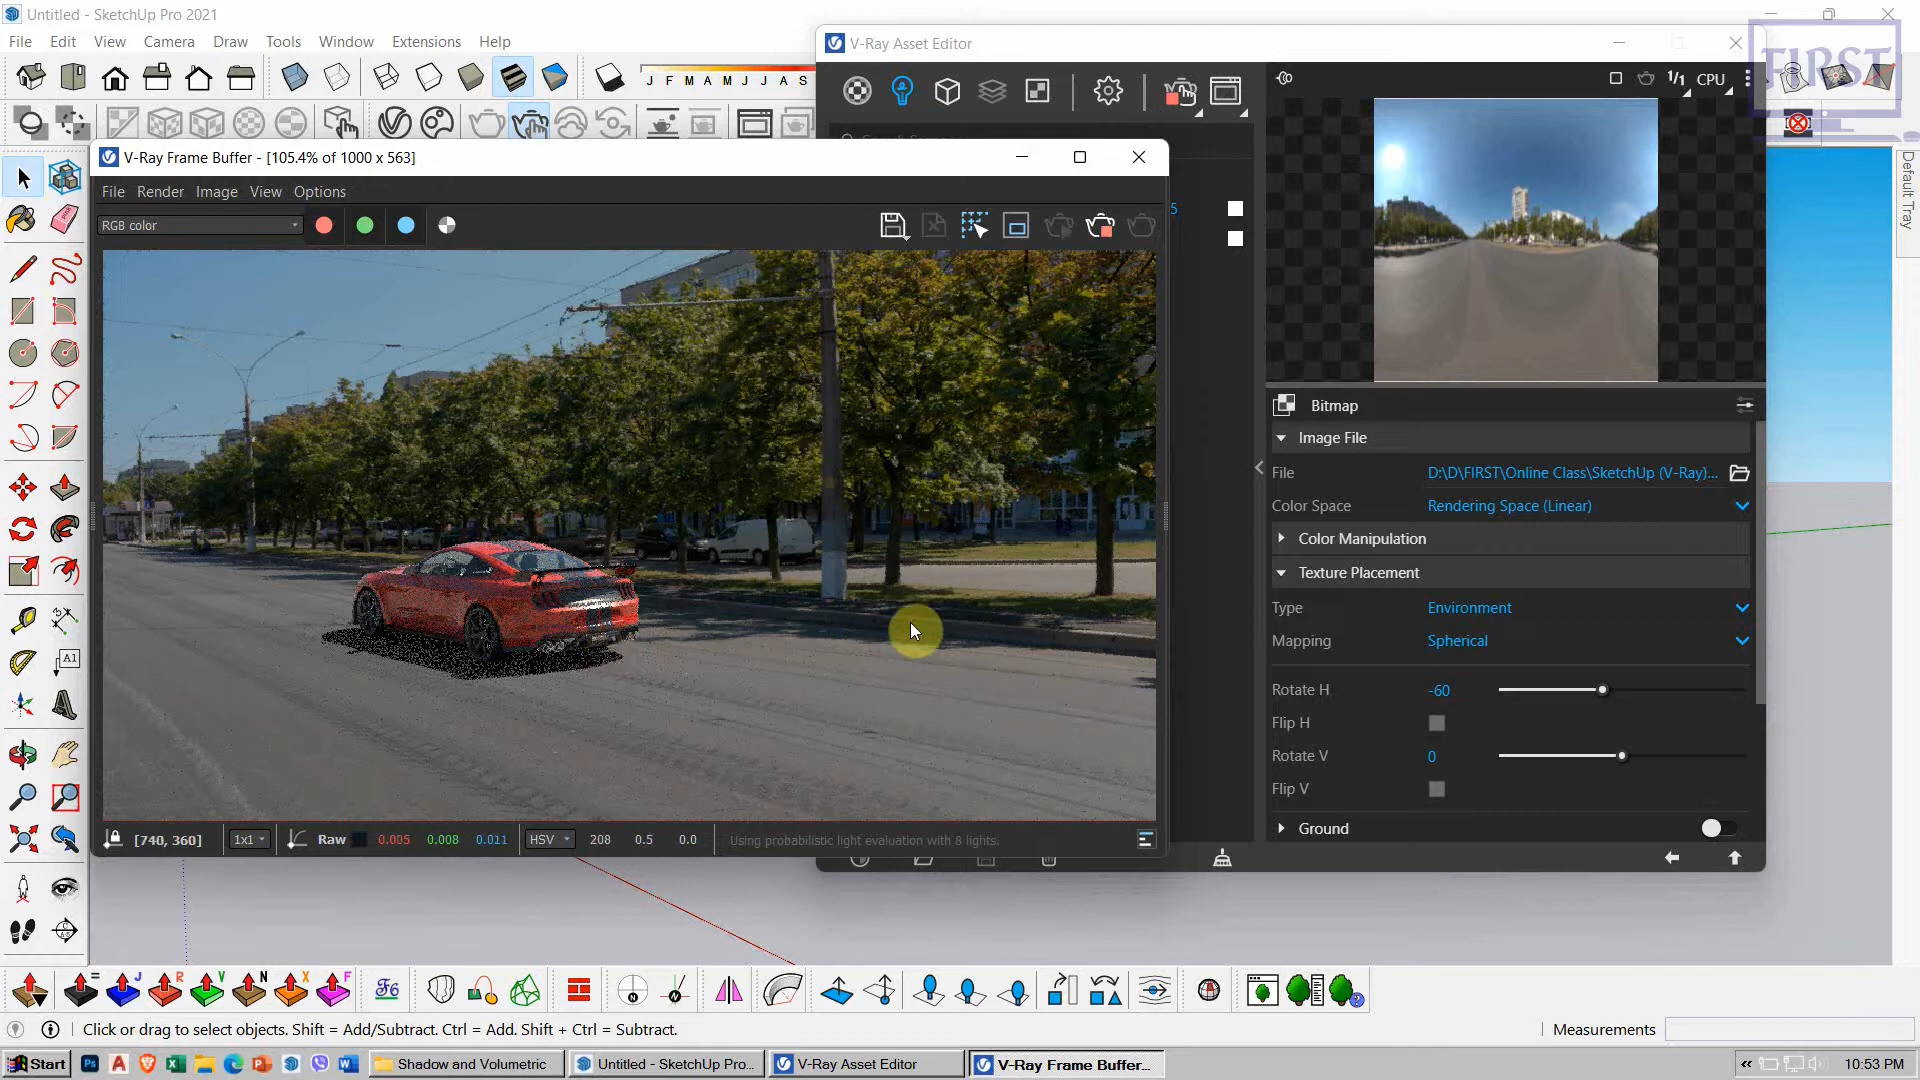 Untitled - SketchUp Pro 2021
File Edit View Camera Draw Tools Window Extensions Help
J F M A M J J A S
V-Ray Asset Editor
FIRST
1/1 CPU
Default Tray
V-Ray Frame Buffer - [105.4% of 1000 x 563]
File Render Image View Options
RGB color
5
Bitmap
Image File
File D:\D\FIRST\Online Class\SketchUp (V-Ray)...
Color Space Rendering Space (Linear)
Color Manipulation
Texture Placement
Type Environment
Mapping Spherical
Rotate H -60
Flip H
Rotate V 0
Flip V
Ground
[740, 360] 1x1 Raw 0.005 0.008 0.011 HSV 208 0.5 0.0 Using probabilistic light evaluation with 8 lights.
A1
= J R V N X F
F6
N
Click or drag to select objects. Shift = Add/Subtract. Ctrl = Add. Shift + Ctrl = Subtract.
Measurements
Start Shadow and Volumetric Untitled - SketchUp Pro... V-Ray Asset Editor V-Ray Frame Buffer... 10:53 PM